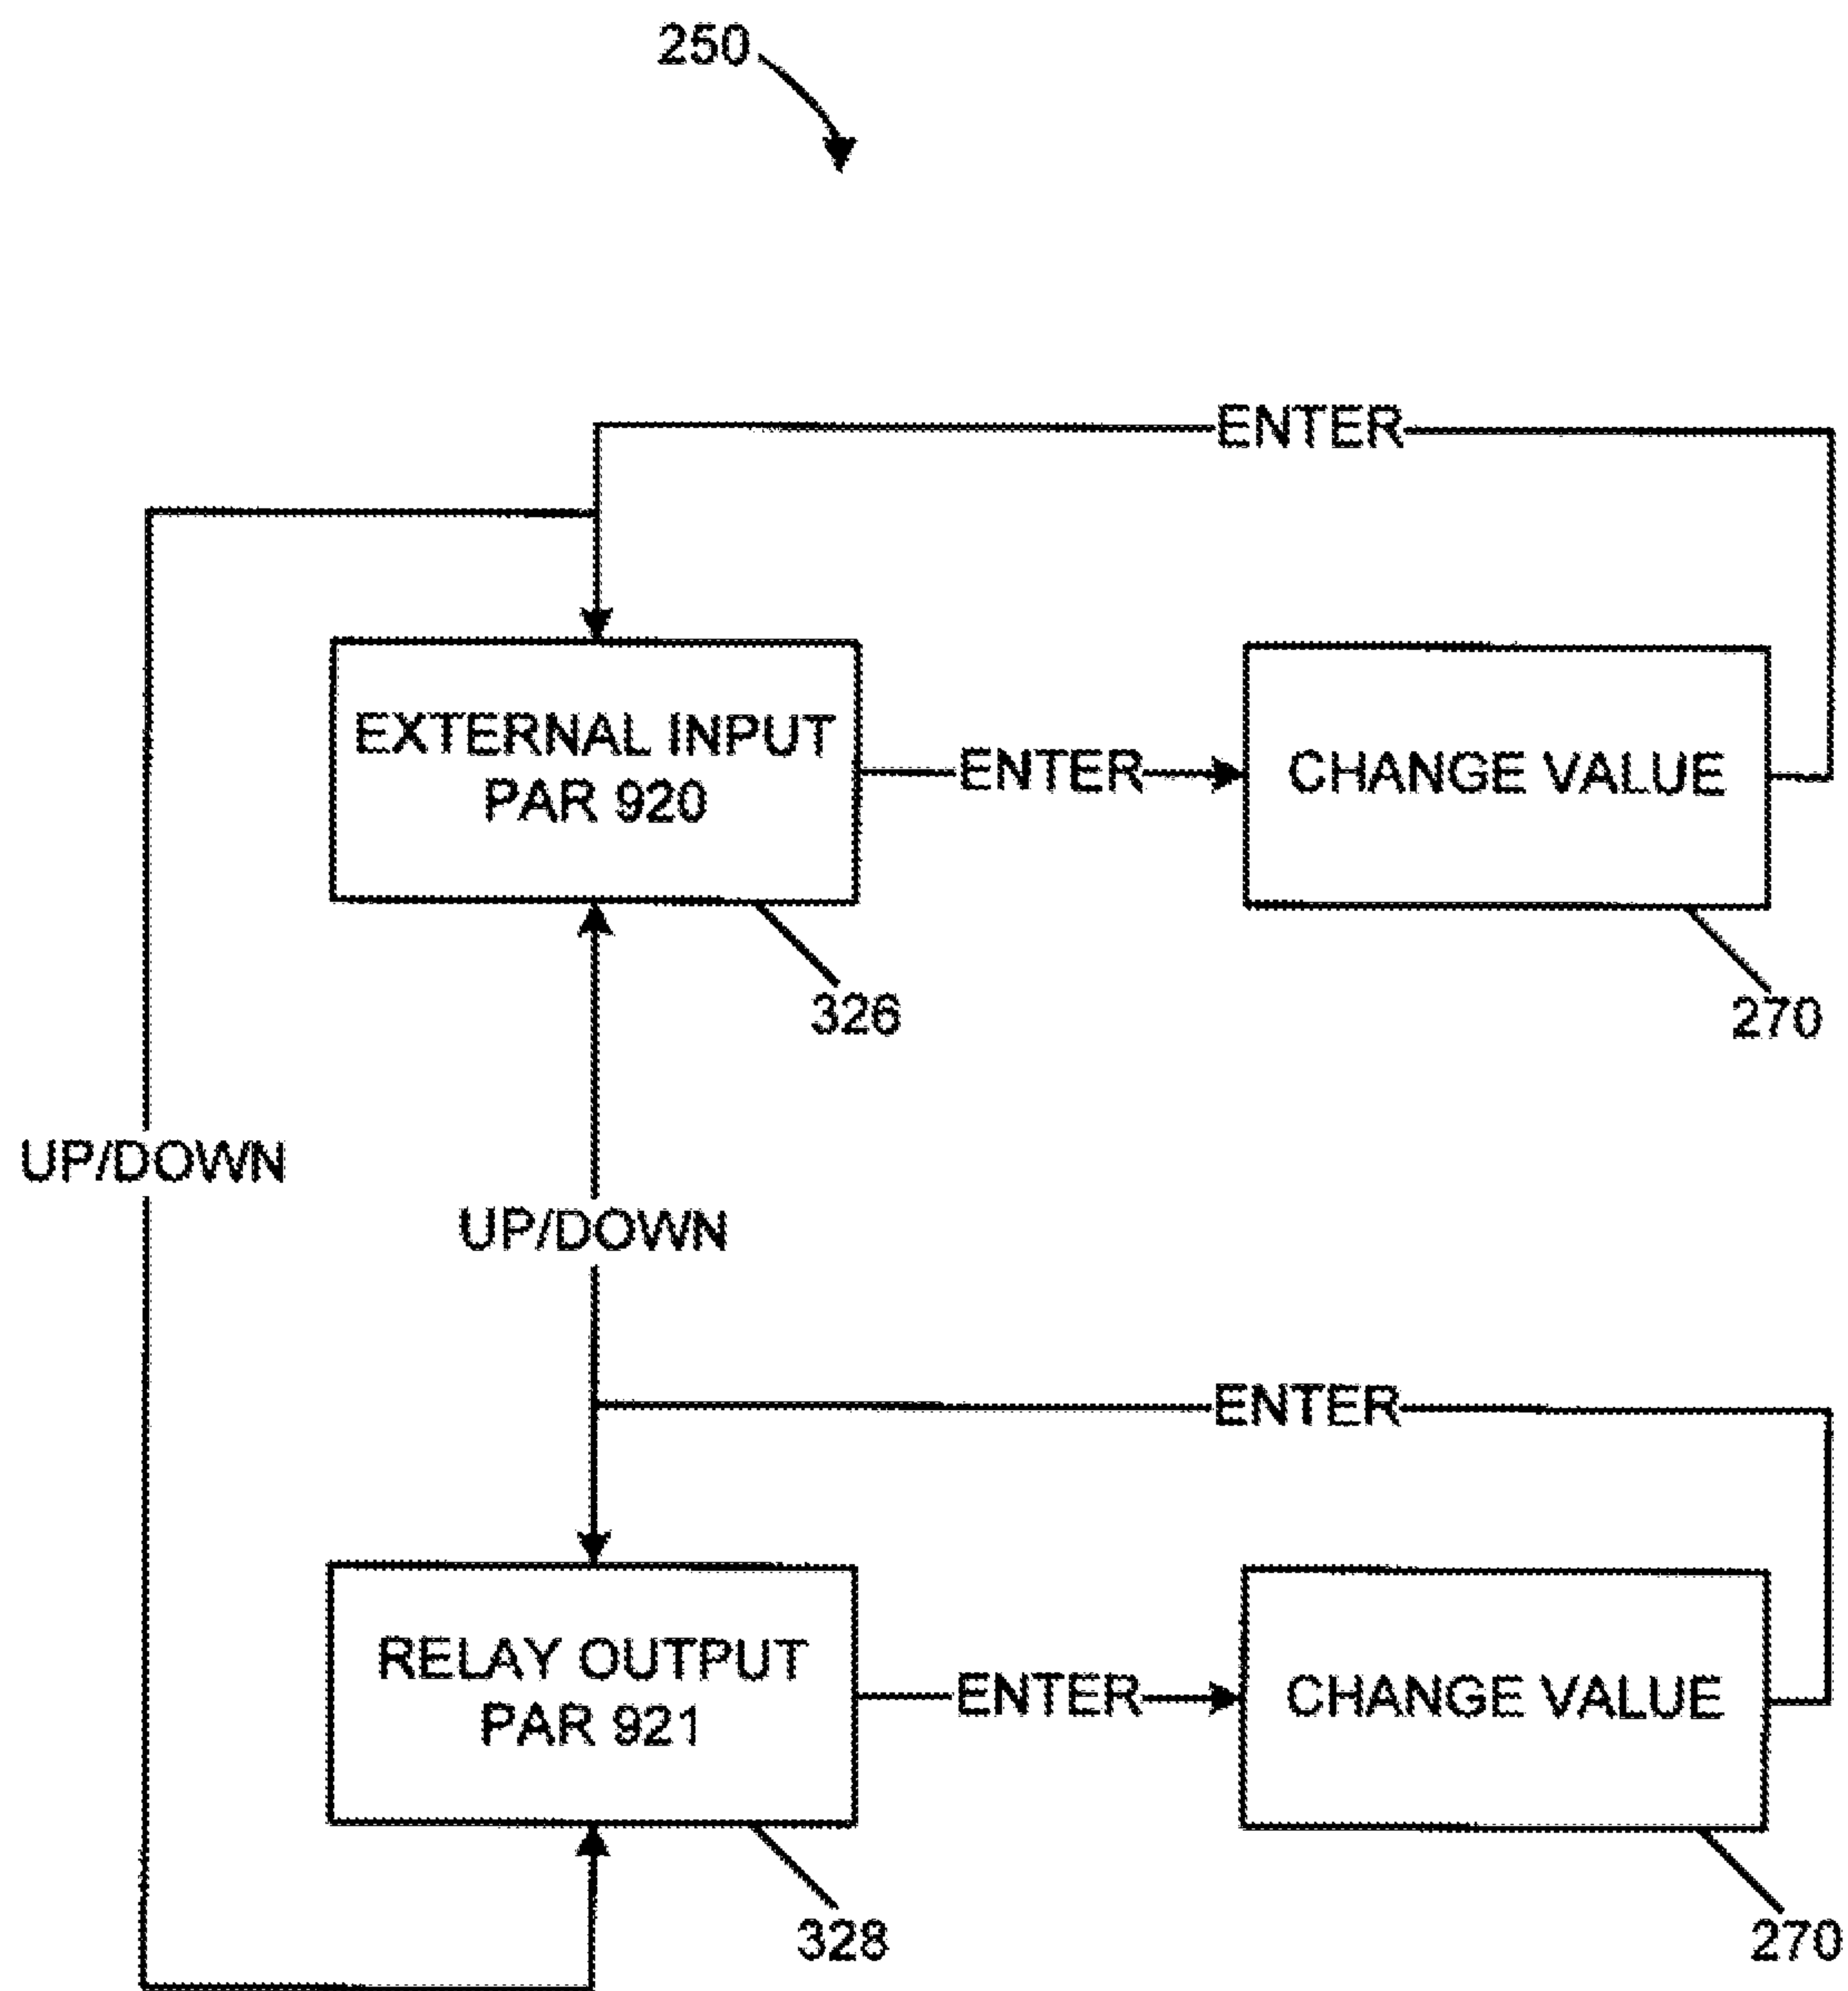 250
ENTER
EXTERNAL INPUT
PAR 920
ENTER
CHANGE VALUE
326
270
UP/DOWN
UP/DOWN
ENTER
RELAY OUTPUT
PAR 921
ENTER
CHANGE VALUE
328
270